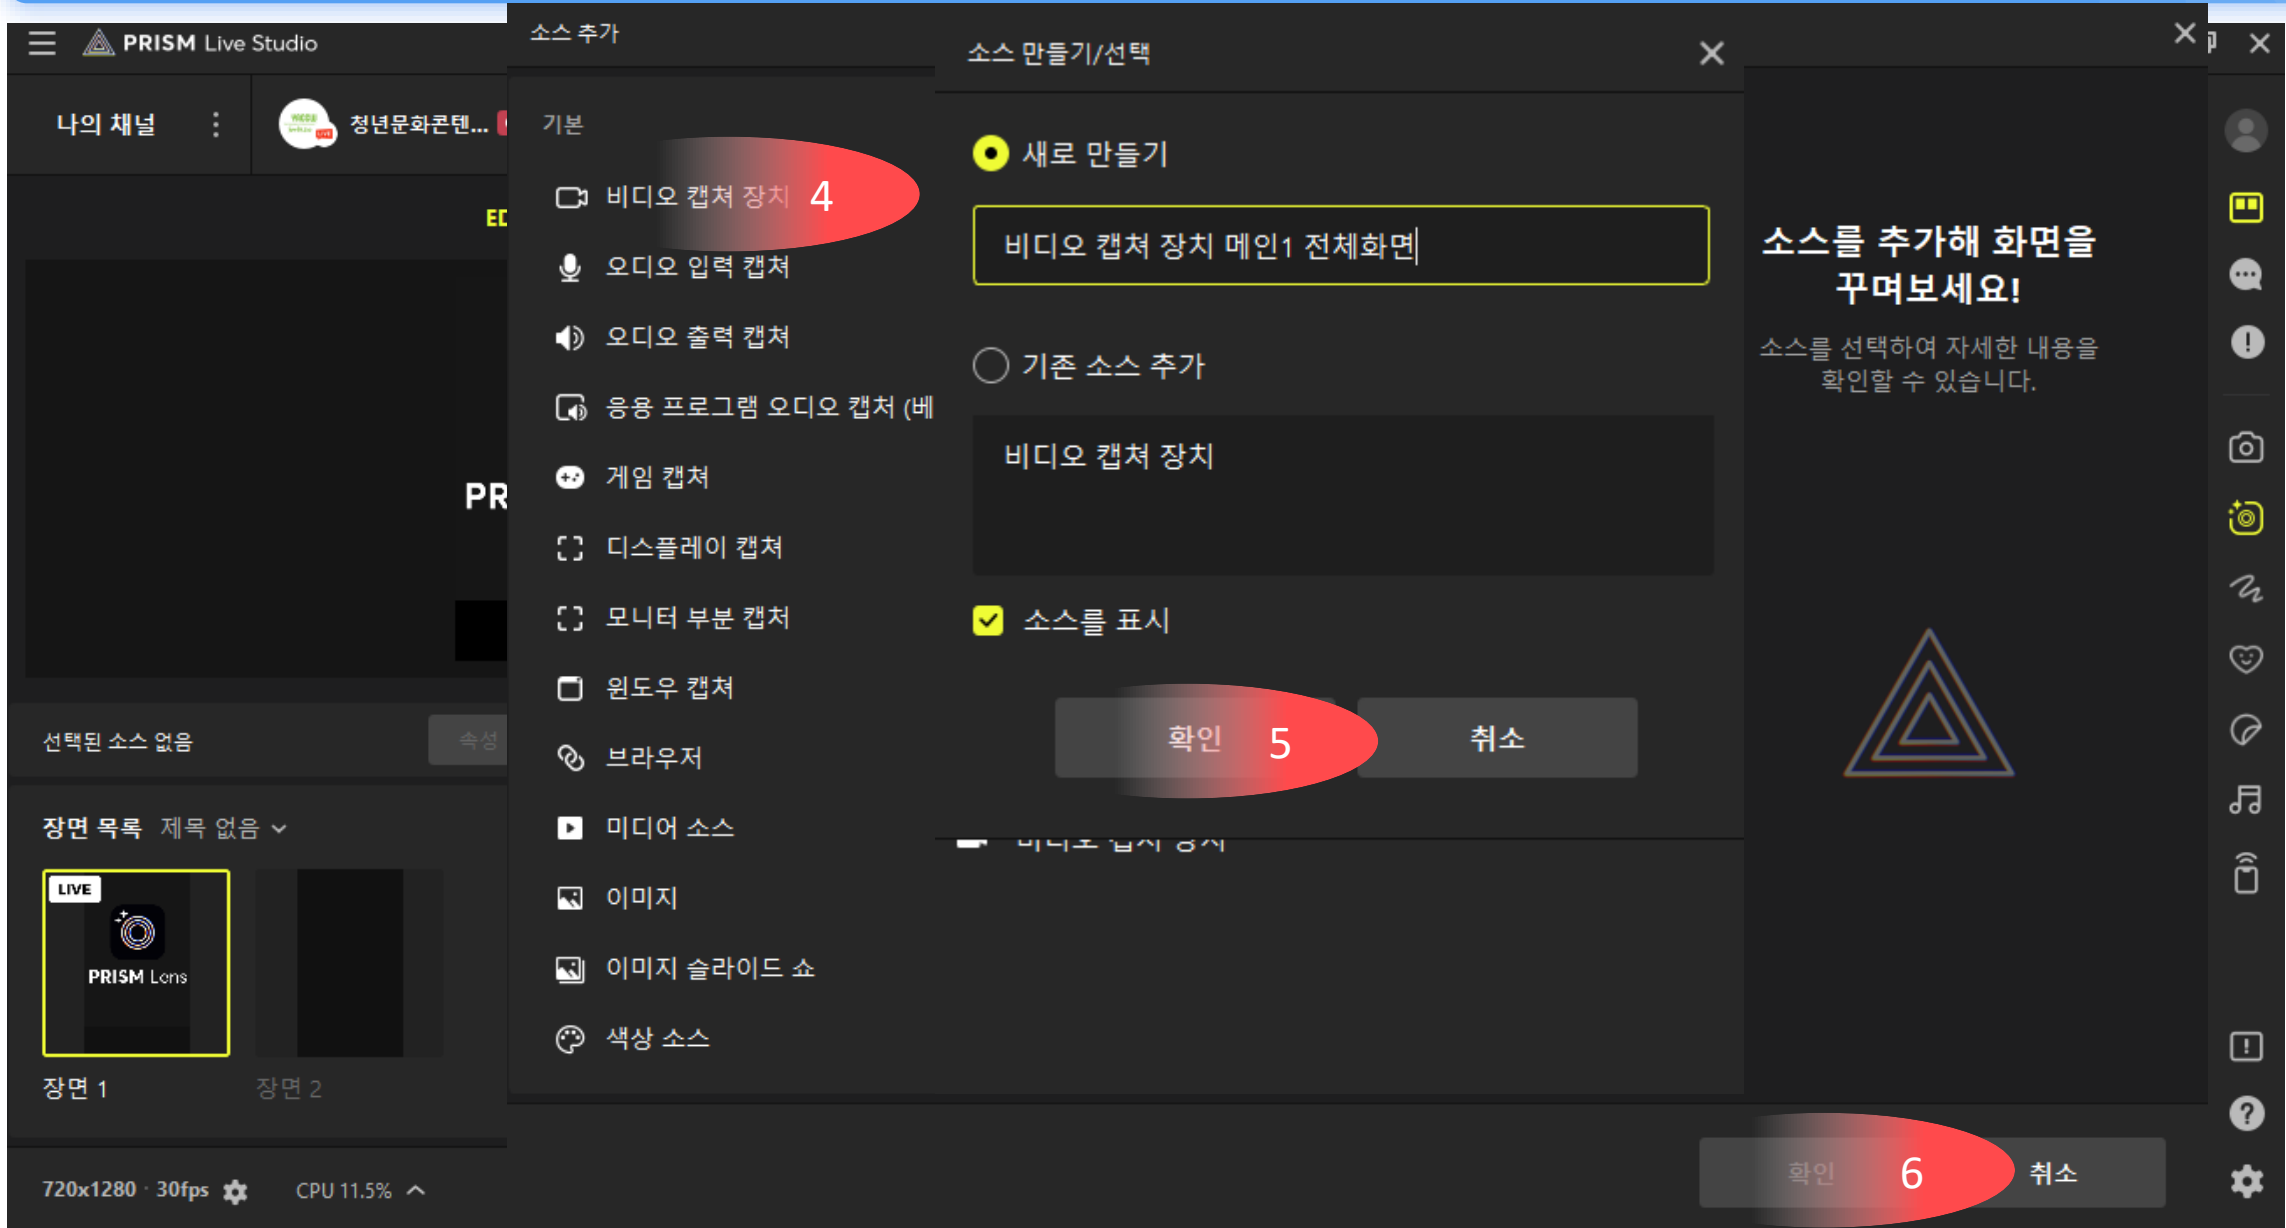 PRISM Live Studio
나의 채널
청년문화콘텐...
소스 추가
기본
비디오 캡쳐 장치
4
오디오 입력 캡쳐
오디오 출력 캡쳐
응용 프로그램 오디오 캡처 (베
게임 캡쳐
디스플레이 캡쳐
모니터 부분 캡처
윈도우 캡쳐
브라우저
미디어 소스
이미지
이미지 슬라이드 쇼
색상 소스
소스 만들기/선택
새로 만들기
비디오 캡쳐 장치 메인1 전체화면
기존 소스 추가
비디오 캡쳐 장치
소스를 표시
확인
5
취소
비디오 캡쳐 장치
소스를 추가해 화면을
꾸며보세요!
소스를 선택하여 자세한 내용을
확인할 수 있습니다.
ED
PR
선택된 소스 없음
속성
장면 목록 제목 없음
LIVE
PRISM Lens
장면 1
장면 2
720x1280 · 30fps
CPU 11.5%
확인
6
취소